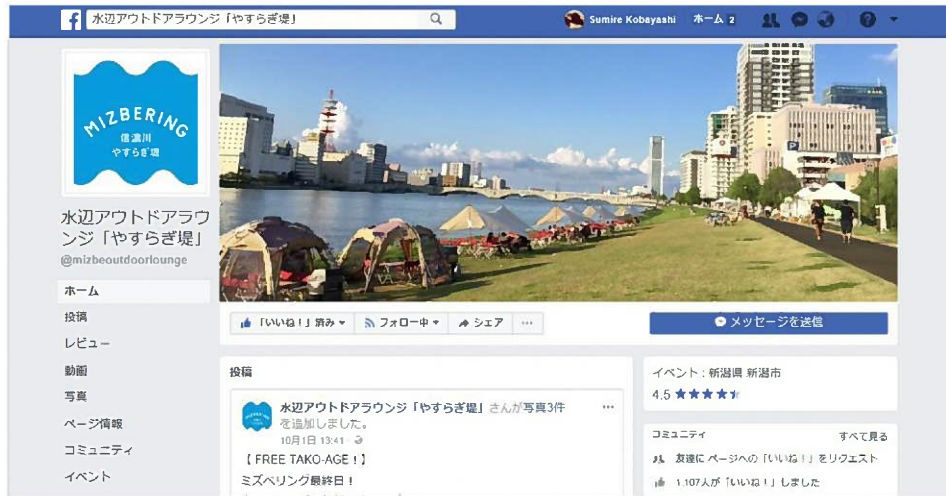 水辺アウトドアラウンジ「やすらぎ堤」
Sumire Kobayashi
ホーム 2
MIZBERING
信濃川
やすらぎ堤
水辺アウトドアラウ
ンジ「やすらぎ堤」
@mizbeoutdoorlounge
ホーム
投稿
レビュー
動画
写真
ページ情報
コミュニティ
イベント
「いいね！」済み
フォロー中
シェア
メッセージを送信
投稿
水辺アウトドアラウンジ「やすらぎ堤」さんが写真3件
を追加しました。
10月1日 13:41
【FREE TAKO-AGE！】
ミズベリング最終日！
イベント : 新潟県 新潟市
4.5
コミュニティ すべて見る
友達に ページへの「いいね！」をリクエスト
1,107人が「いいね！」しました